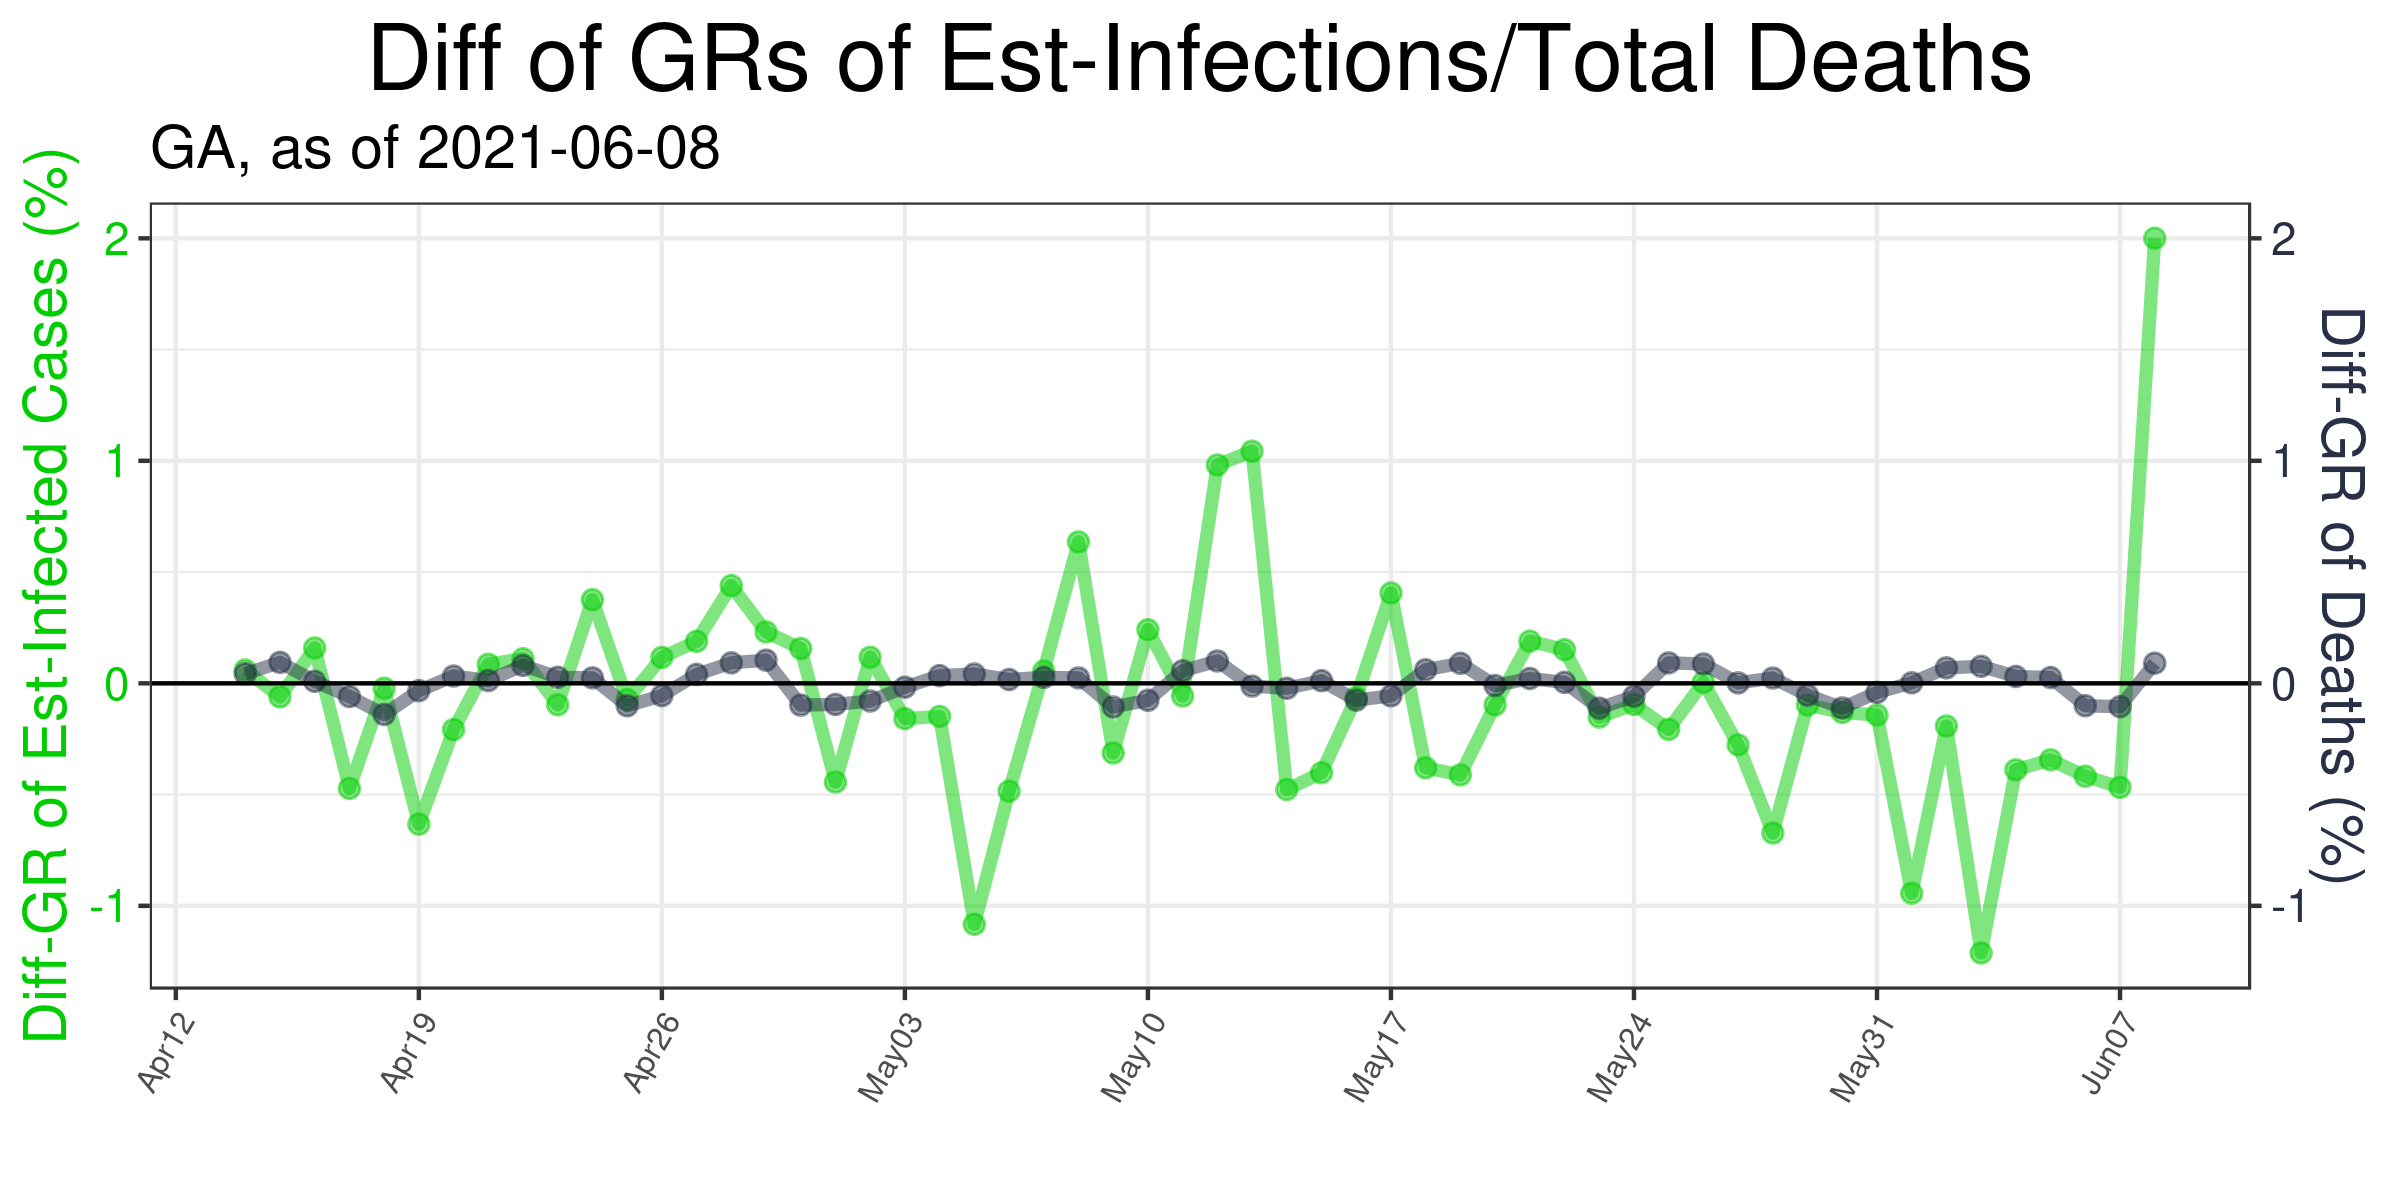 Diff of GRs of Est-Infections/Total Deaths
GA, as of 2021-06-08
Diff-GR of Est-Infected Cases (%)
2
1
0
-1
2
1
0
-1
Diff-GR of Deaths (%)
Apr12
Apr19
Apr26
May03
May10
May17
May24
May31
Jun07